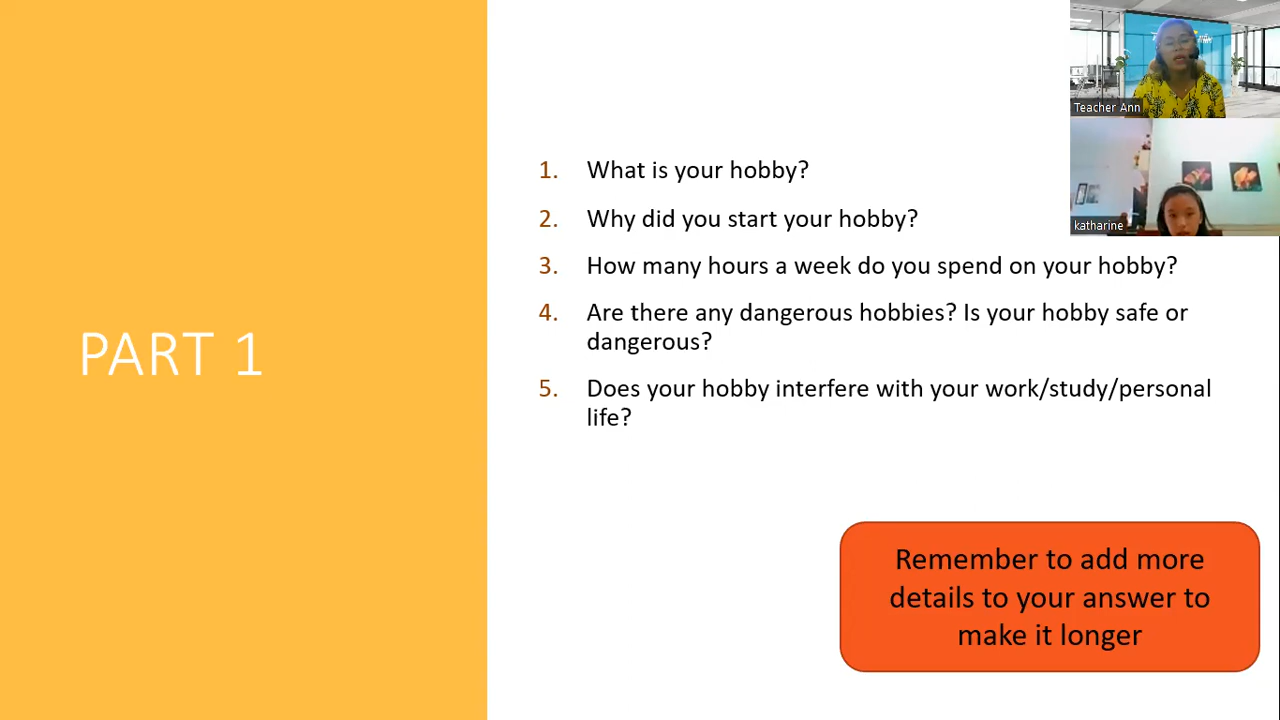 PART 1
1. What is your hobby?
2. Why did you start your hobby?
3. How many hours a week do you spend on your hobby?
4. Are there any dangerous hobbies? Is your hobby safe or
dangerous?
5. Does your hobby interfere with your work/study/personal
life?
Remember to add more
details to your answer to
make it longer
Teacher Ann
katharine